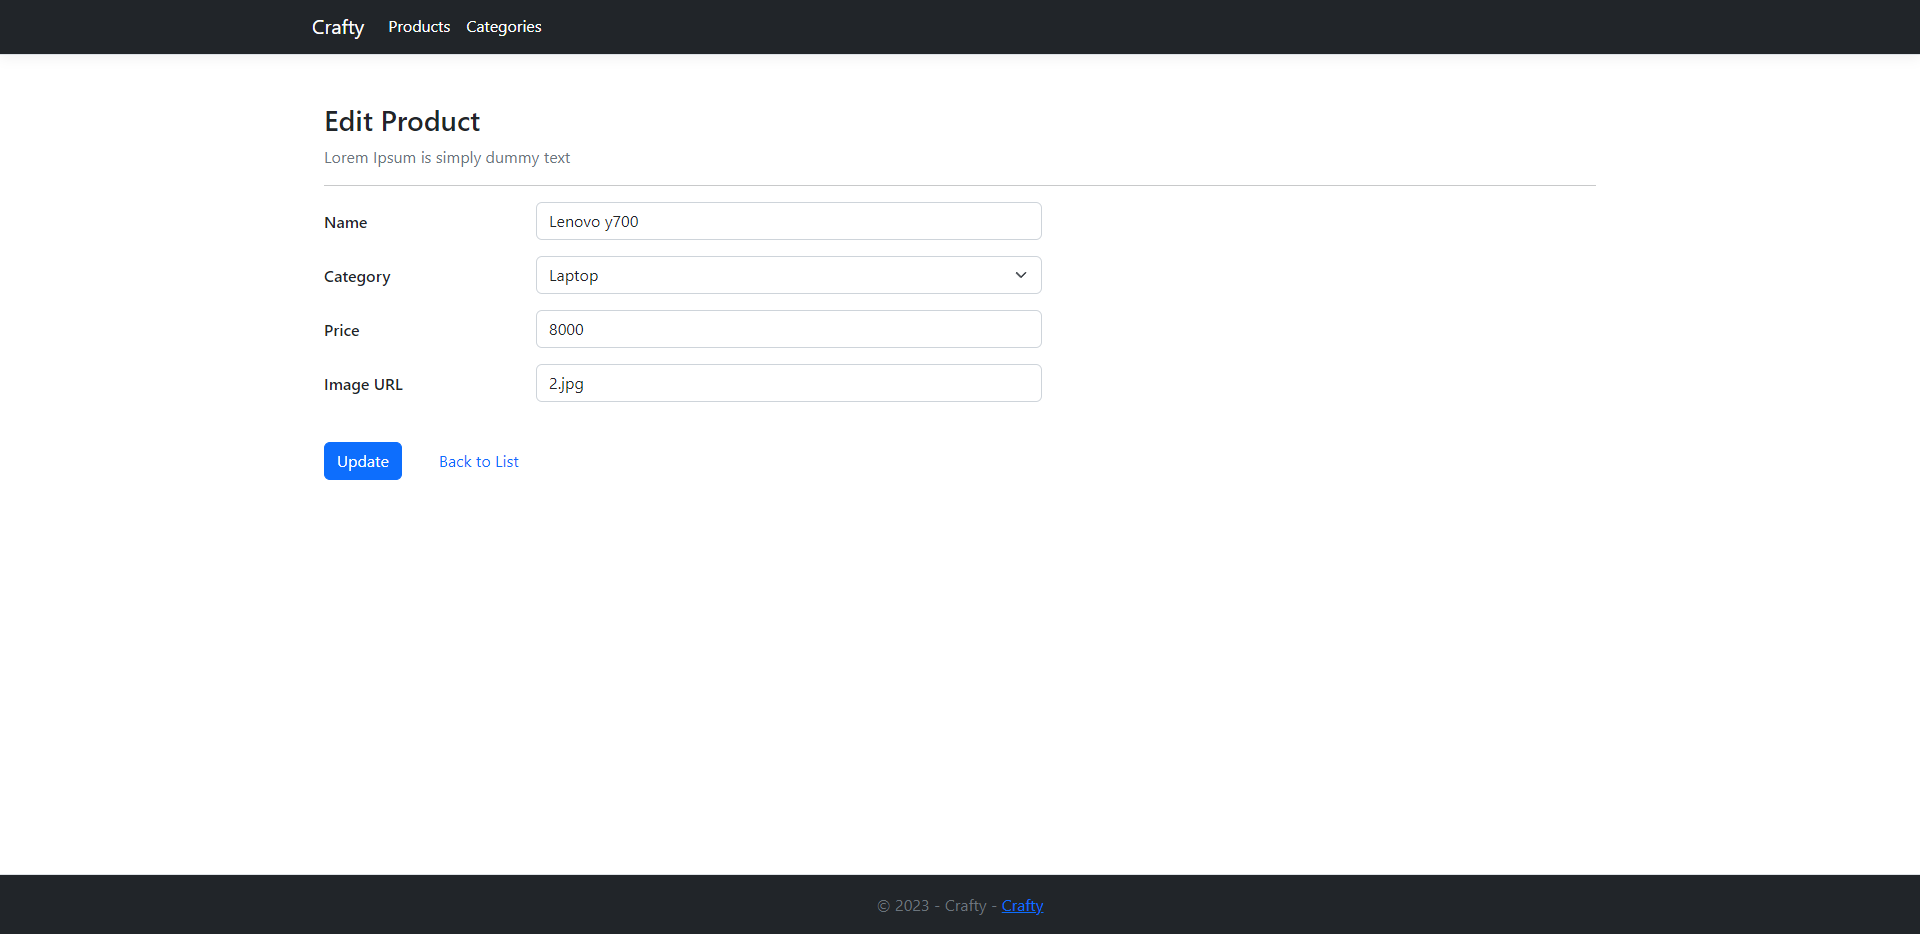 Crafty Products Categories
Edit Product
Lorem Ipsum is simply dummy text
Name Lenovo y700
Category Laptop
Price 8000
Image URL 2.jpg
Update Back to List
© 2023 - Crafty - Crafty